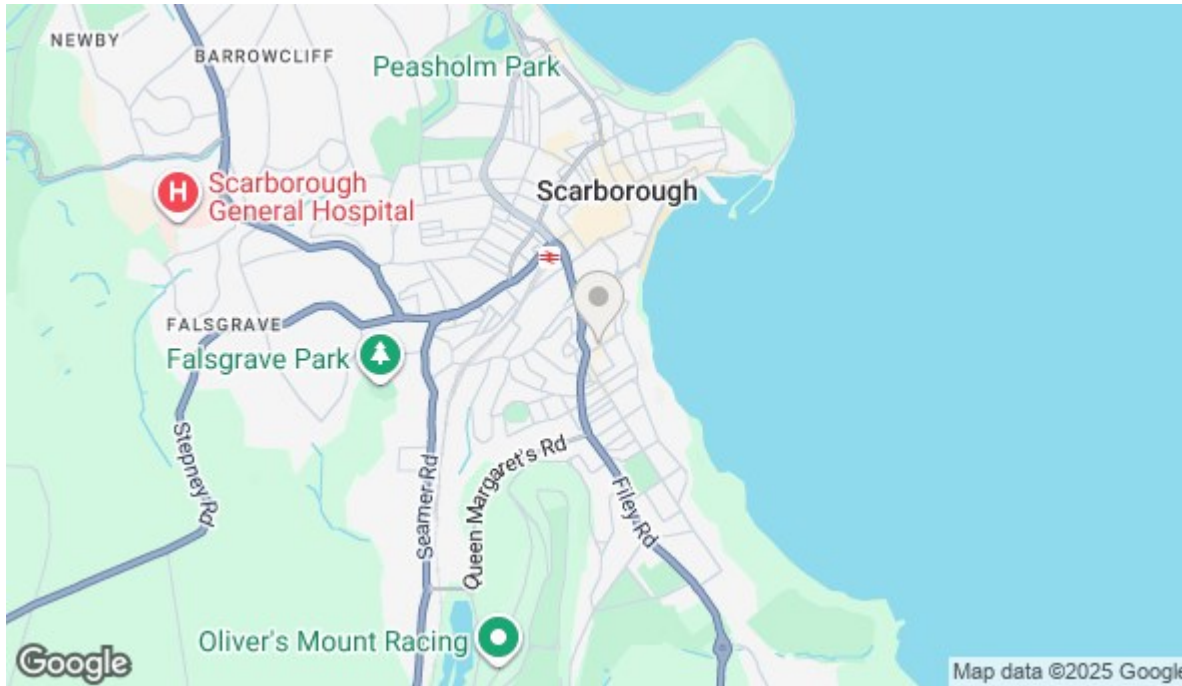 NEWBY
BARROWCLIFF
Peasholm Park
Scarborough
H
Scarborough
General Hospital
FALSGRAVE
Falsgrave Park
Stepney Rd
Seamer Rd
Queen Margaret's Rd
Filey Rd
Oliver's Mount Racing
Google
Map data ©2025 Google